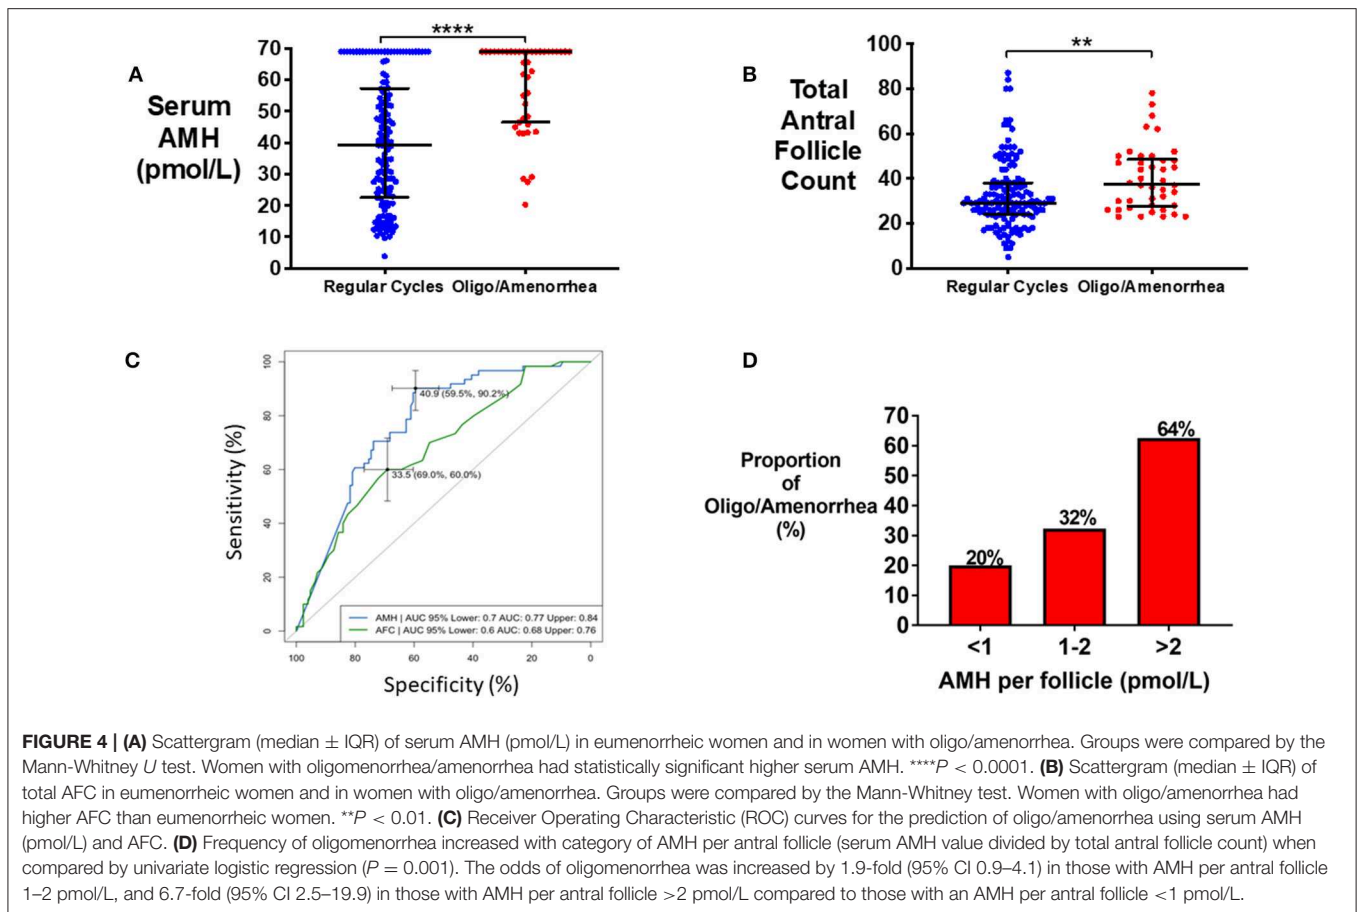 A
Serum
AMH
(pmol/L)
70
60
50
40
30
20
10
0
****
Regular Cycles
Oligo/Amenorrhea
B
Total
Antral
Follicle
Count
100
80
60
40
20
0
**
Regular Cycles
Oligo/Amenorrhea
C
Sensitivity (%)
100
80
60
40
20
0
40.9 (59.5%, 90.2%)
33.5 (69.0%, 60.0%)
AMH | AUC 95% Lower: 0.7 AUC: 0.77 Upper: 0.84
AFC | AUC 95% Lower: 0.6 AUC: 0.68 Upper: 0.76
100
80
60
40
20
0
Specificity (%)
D
Proportion
of
Oligo/Amenorrhea
(%)
70
60
50
40
30
20
10
0
20%
32%
64%
<1
1-2
>2
AMH per follicle (pmol/L)
FIGURE 4 | (A) Scattergram (median ± IQR) of serum AMH (pmol/L) in eumenorrheic women and in women with oligo/amenorrhea. Groups were compared by the
Mann-Whitney U test. Women with oligomenorrhea/amenorrhea had statistically significant higher serum AMH. ****P < 0.0001. (B) Scattergram (median ± IQR) of
total AFC in eumenorrheic women and in women with oligo/amenorrhea. Groups were compared by the Mann-Whitney test. Women with oligo/amenorrhea had
higher AFC than eumenorrheic women. **P < 0.01. (C) Receiver Operating Characteristic (ROC) curves for the prediction of oligo/amenorrhea using serum AMH
(pmol/L) and AFC. (D) Frequency of oligomenorrhea increased with category of AMH per antral follicle (serum AMH value divided by total antral follicle count) when
compared by univariate logistic regression (P = 0.001). The odds of oligomenorrhea was increased by 1.9-fold (95% CI 0.9–4.1) in those with AMH per antral follicle
1–2 pmol/L, and 6.7-fold (95% CI 2.5–19.9) in those with AMH per antral follicle >2 pmol/L compared to those with an AMH per antral follicle <1 pmol/L.